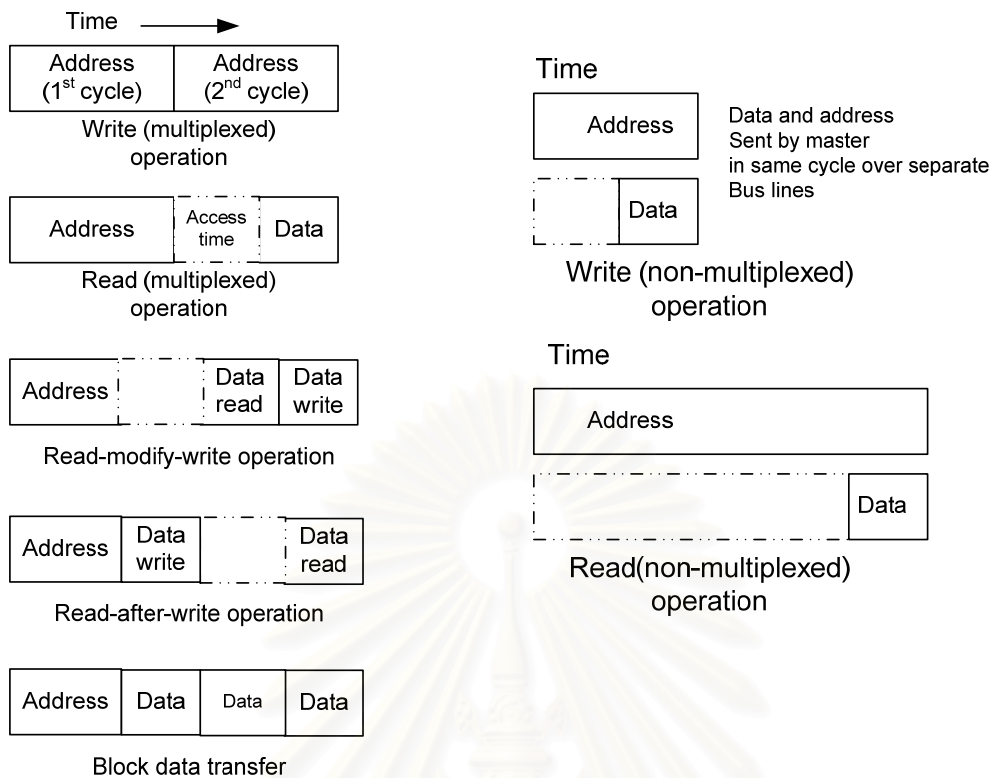 Time
Address
(1st cycle)
Address
(2nd cycle)
Write (multiplexed)
operation
Address
Access
time
Data
Read (multiplexed)
operation
Address
Data
read
Data
write
Read-modify-write operation
Address
Data
write
Data
read
Read-after-write operation
Address
Data
Data
Data
Block data transfer
Time
Address
Data and address
Sent by master
in same cycle over separate
Bus lines
Data
Write (non-multiplexed)
operation
Time
Address
Data
Read(non-multiplexed)
operation